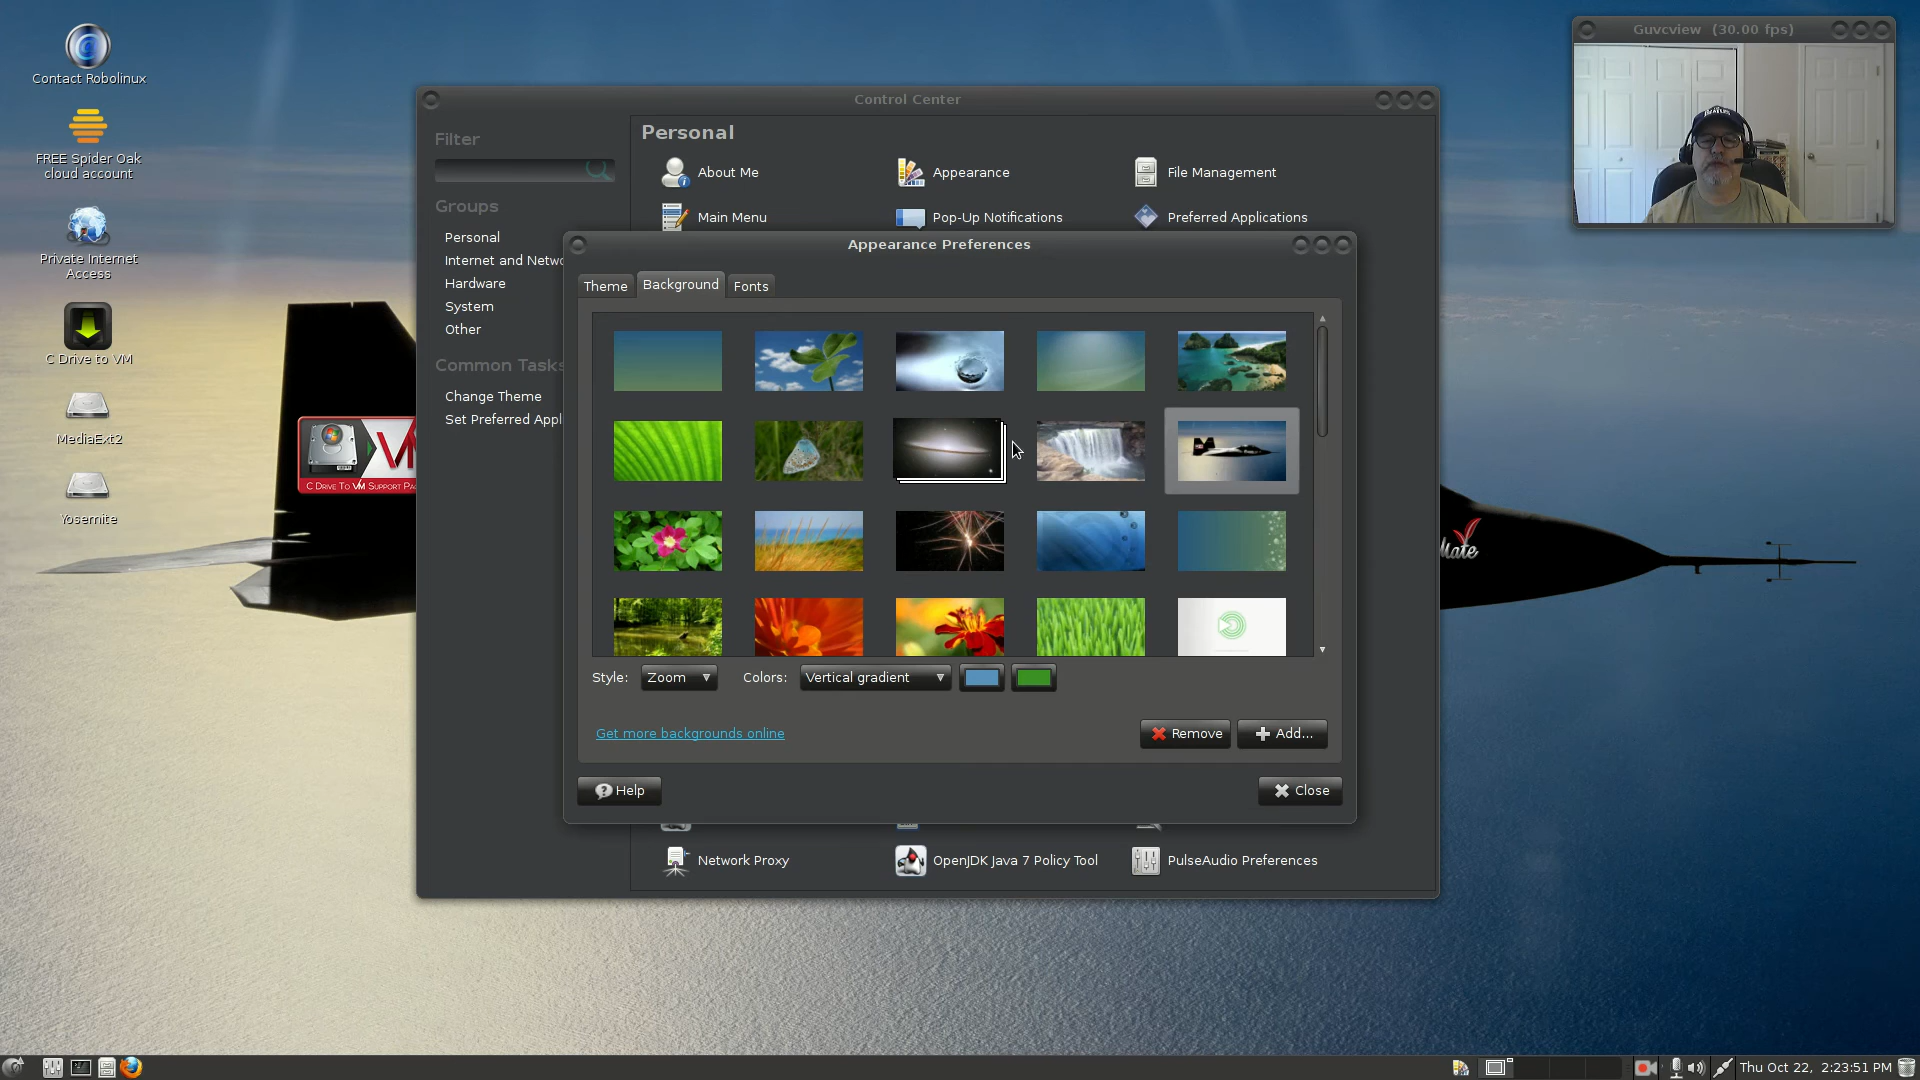 Contact Robolinux
FREE Spider Oak
cloud account
Private Internet
Access
C Drive to VM
MediaExt2
Yosemite
C DRIVE TO VM SUPPORT
VM
Mate
Guvcview (30.00 fps)
Control Center
Filter
Groups
Personal
Internet and Netwo
Hardware
System
Other
Common Tasks
Change Theme
Set Preferred Appl
Personal
About Me
Appearance
File Management
Main Menu
Pop-Up Notifications
Preferred Applications
Appearance Preferences
Theme
Background
Fonts
Style:
Zoom
Colors:
Vertical gradient
Get more backgrounds online
Remove
Add...
Help
Close
Network Proxy
OpenJDK Java 7 Policy Tool
PulseAudio Preferences
Thu Oct 22, 2:23:51 PM